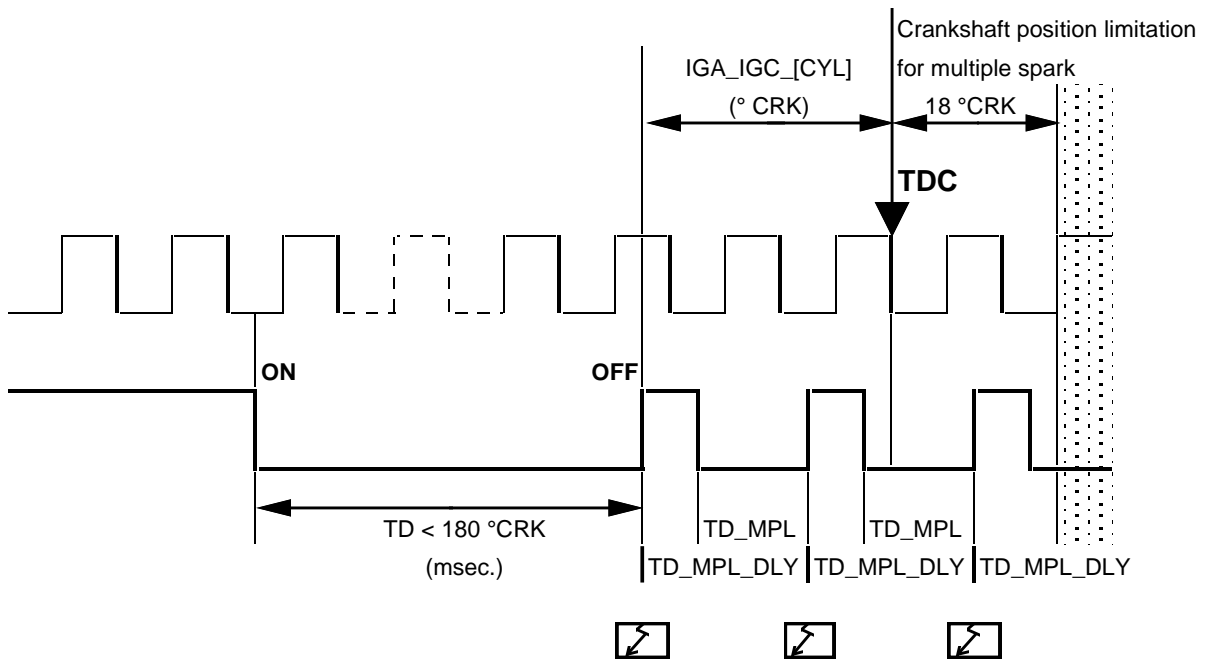 Crankshaft position limitation
for multiple spark
IGA_IGC_[CYL]
(° CRK)
18 °CRK
TDC
ON
OFF
TD < 180 °CRK
(msec.)
TD_MPL
TD_MPL
TD_MPL_DLY
TD_MPL_DLY
TD_MPL_DLY